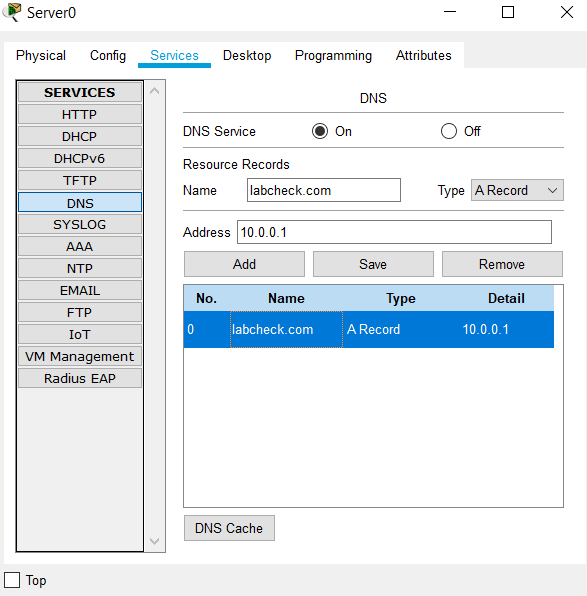 Server0
Physical Config Services Desktop Programming Attributes
SERVICES
HTTP
DHCP
DHCPv6
TFTP
DNS
SYSLOG
AAA
NTP
EMAIL
FTP
IoT
VM Management
Radius EAP
DNS
DNS Service On Off
Resource Records
Name labcheck.com Type A Record
Address 10.0.0.1
Add Save Remove
No. Name Type Detail
0 labcheck.com A Record 10.0.0.1
DNS Cache
Top